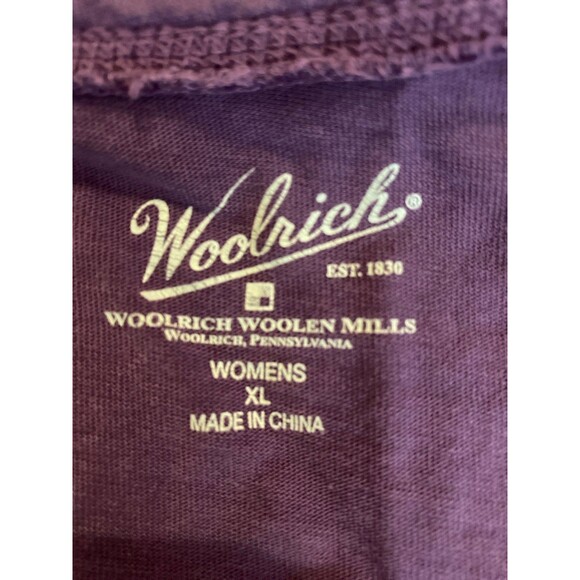 Woolrich®
EST. 1830
WOOLRICH WOOLEN MILLS
WOOLRICH, PENNSYLVANIA
WOMENS
XL
MADE IN CHINA